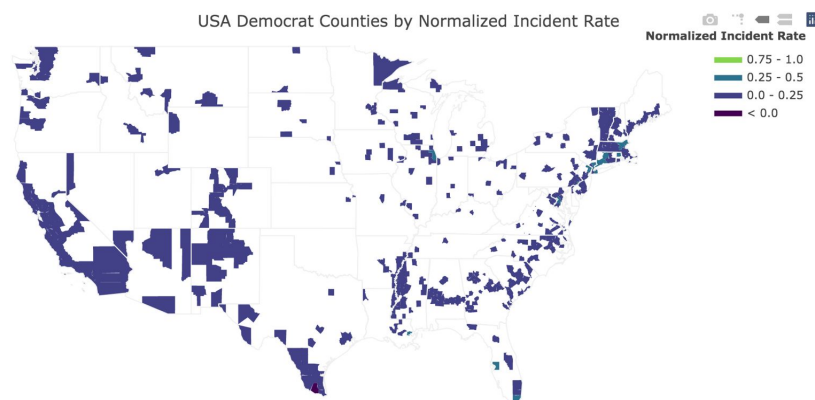 USA Democrat Counties by Normalized Incident Rate
Normalized Incident Rate
0.75 - 1.0
0.25 - 0.5
0.0 - 0.25
< 0.0